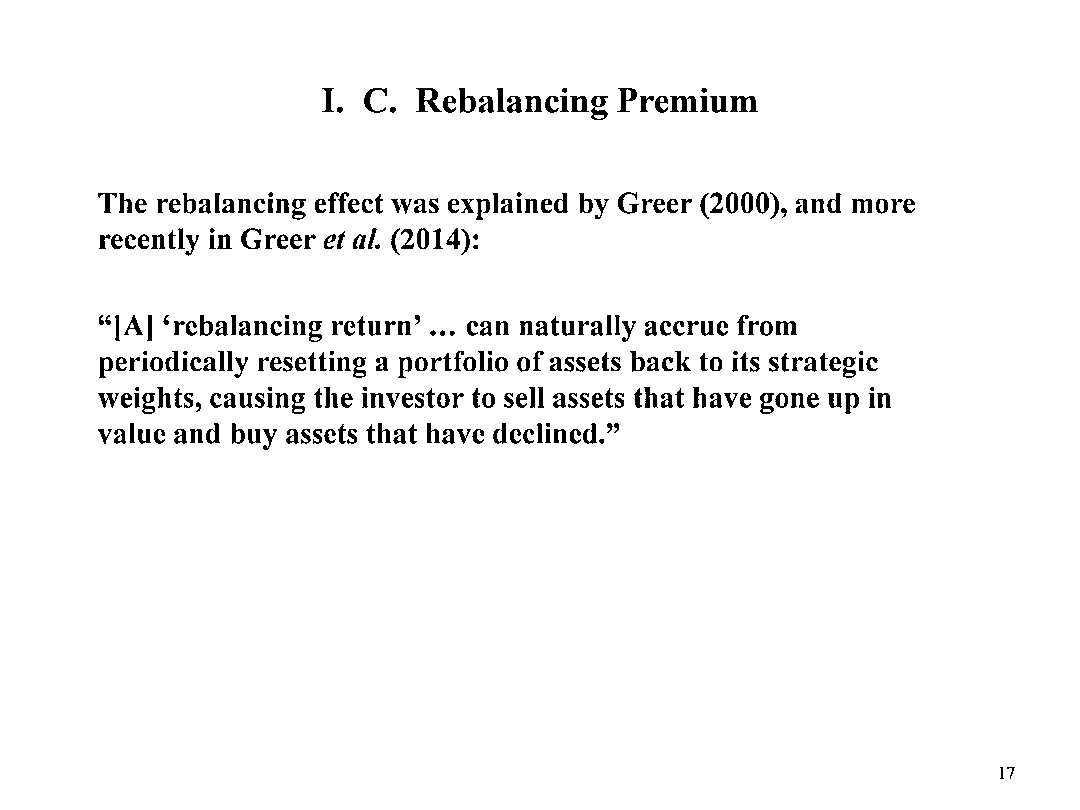 I. C. Rebalancing Premium
The rebalancing effect was explained by Greer (2000), and more
recently in Greer et al. (2014):
“[A] ‘rebalancing return’ … can naturally accrue from
periodically resetting a portfolio of assets back to its strategic
weights, causing the investor to sell assets that have gone up in
value and buy assets that have declined.”
17